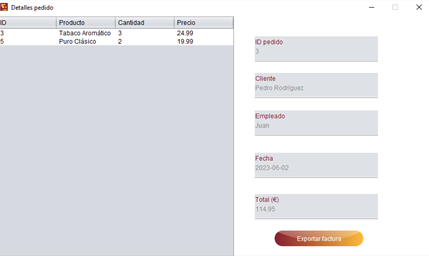 Detalles pedido
ID Producto Cantidad Precio
3 Tabaco Aromático 3 24.99
5 Puro Clásico 2 19.99
ID pedido
3
Cliente
Pedro Rodríguez
Empleado
Juan
Fecha
2023-06-02
Total (€)
114.95
Exportar factura